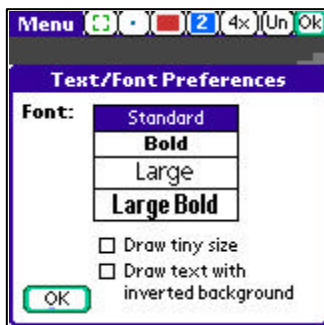 Menu 2 4x Un Ok
Text/Font Preferences
Font: Standard
Bold
Large
Large Bold
Draw tiny size
Draw text with
inverted background
OK